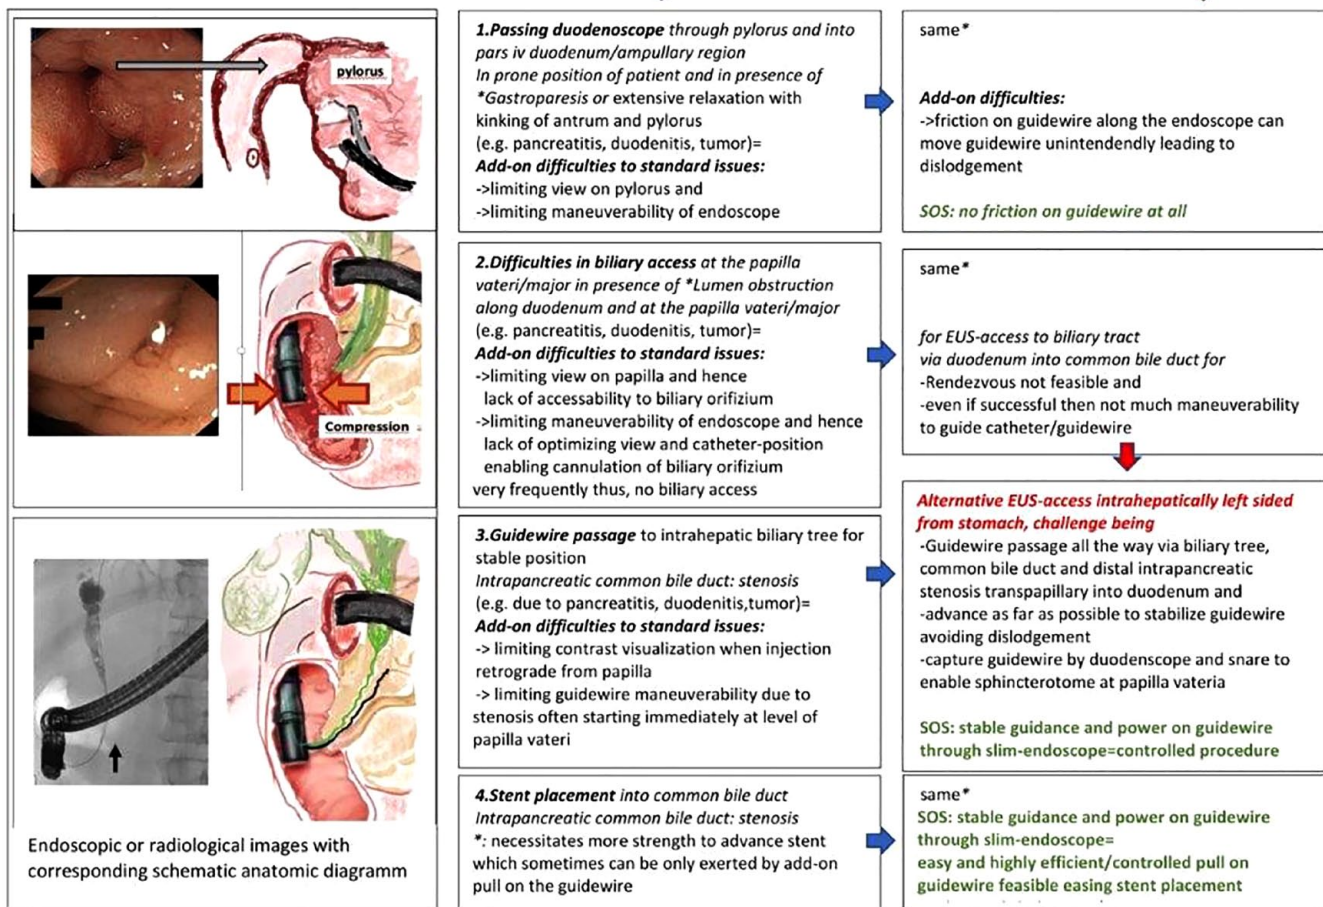 pylorus
1.Passing duodenoscope through pylorus and into
pars iv duodenum/ampullary region
In prone position of patient and in presence of
*Gastroparesis or extensive relaxation with
kinking of antrum and pylorus
(e.g. pancreatitis, duodenitis, tumor)=
Add-on difficulties to standard issues:
->limiting view on pylorus and
->limiting maneuverability of endoscope
same*
Add-on difficulties:
->friction on guidewire along the endoscope can
move guidewire unintendendly leading to
dislodgement
SOS: no friction on guidewire at all
Compression
2.Difficulties in biliary access at the papilla
vateri/major in presence of *Lumen obstruction
along duodenum and at the papilla vateri/major
(e.g. pancreatitis, duodenitis, tumor)=
Add-on difficulties to standard issues:
->limiting view on papilla and hence
lack of accessability to biliary orifizium
->limiting maneuverability of endoscope and hence
lack of optimizing view and catheter-position
enabling cannulation of biliary orifizium
very frequently thus, no biliary access
same*
for EUS-access to biliary tract
via duodenum into common bile duct for
-Rendezvous not feasible and
-even if successful then not much maneuverability
to guide catheter/guidewire
Alternative EUS-access intrahepatically left sided
from stomach, challenge being
-Guidewire passage all the way via biliary tree,
common bile duct and distal intrapancreatic
stenosis transpapillary into duodenum and
-advance as far as possible to stabilize guidewire
avoiding dislodgement
-capture guidewire by duodenscope and snare to
enable sphincterotome at papilla vateria
SOS: stable guidance and power on guidewire
through slim-endoscope=controlled procedure
3.Guidewire passage to intrahepatic biliary tree for
stable position
Intrapancreatic common bile duct: stenosis
(e.g. due to pancreatitis, duodenitis,tumor)=
Add-on difficulties to standard issues:
-> limiting contrast visualization when injection
retrograde from papilla
-> limiting guidewire maneuverability due to
stenosis often starting immediately at level of
papilla vateri
4.Stent placement into common bile duct
Intrapancreatic common bile duct: stenosis
*: necessitates more strength to advance stent
which sometimes can be only exerted by add-on
pull on the guidewire
same*
SOS: stable guidance and power on guidewire
through slim-endoscope=
easy and highly efficient/controlled pull on
guidewire feasible easing stent placement
Endoscopic or radiological images with
corresponding schematic anatomic diagramm